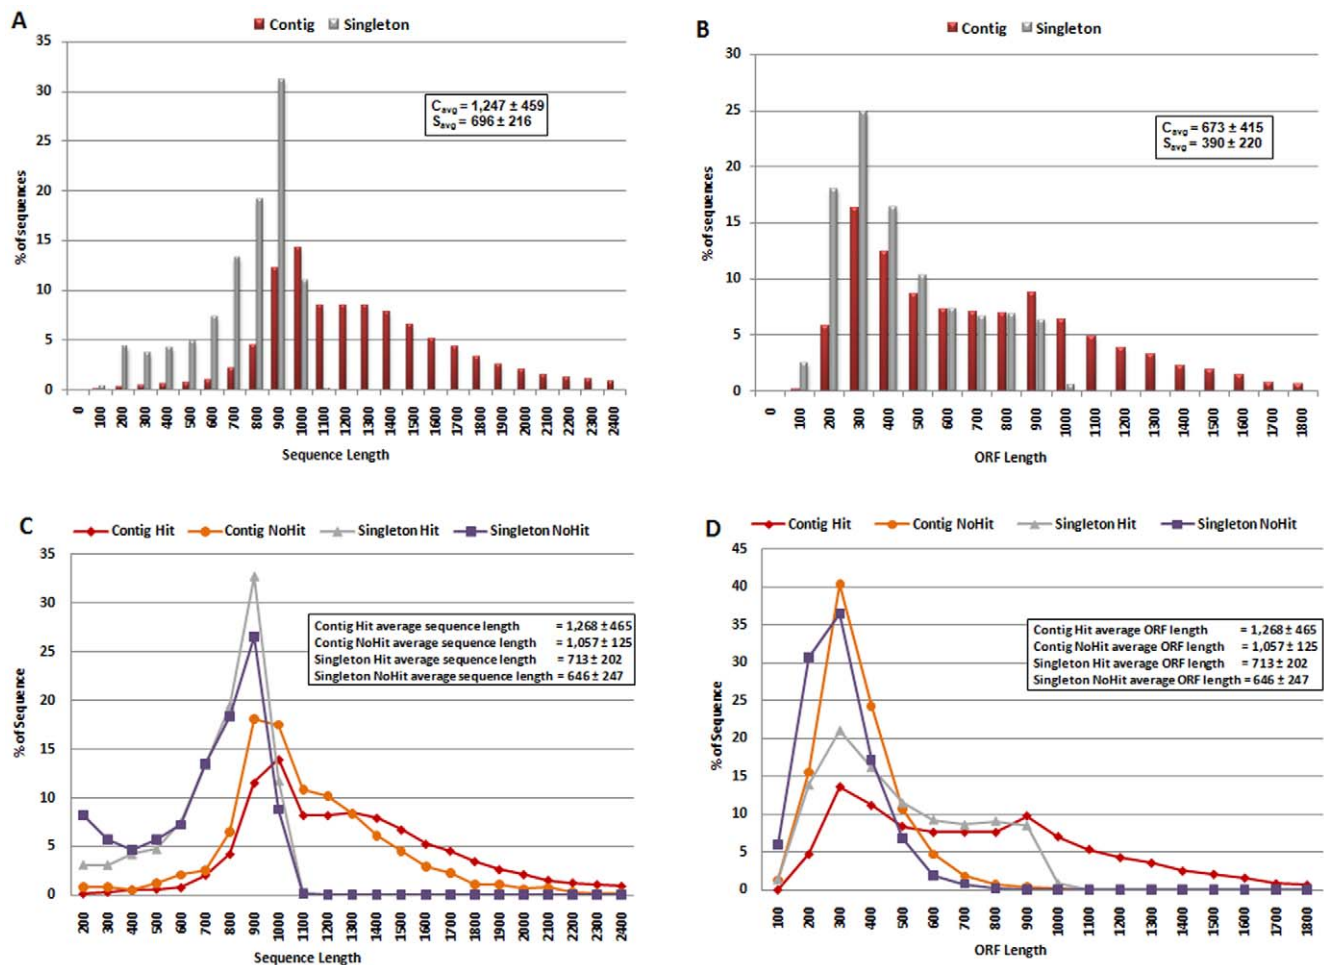 A
Contig Singleton
35
30
25
20
15
10
5
0
% of sequences
C avg = 1,247 ± 459
S avg = 696 ± 216
0 100 200 300 400 500 600 700 800 900 1000 1100 1200 1300 1400 1500 1600 1700 1800 1900 2000 2100 2200 2300 2400
Sequence Length
B
Contig Singleton
30
25
20
15
10
5
0
% of sequences
C avg = 673 ± 415
S avg = 390 ± 220
0 100 200 300 400 500 600 700 800 900 1000 1100 1200 1300 1400 1500 1600 1700 1800
ORF Length
C
Contig Hit Contig NoHit Singleton Hit Singleton NoHit
35
30
25
20
15
10
5
0
% of Sequence
Contig Hit average sequence length = 1,268 ± 465
Contig NoHit average sequence length = 1,057 ± 125
Singleton Hit average sequence length = 713 ± 202
Singleton NoHit average sequence length = 646 ± 247
200 300 400 500 600 700 800 900 1000 1100 1200 1300 1400 1500 1600 1700 1800 1900 2000 2100 2200 2300 2400
Sequence Length
D
Contig Hit Contig NoHit Singleton Hit Singleton NoHit
45
40
35
30
25
20
15
10
5
0
% of Sequence
Contig Hit average ORF length = 1,268 ± 465
Contig NoHit average ORF length = 1,057 ± 125
Singleton Hit average ORF length = 713 ± 202
Singleton NoHit average ORF length = 646 ± 247
100 200 300 400 500 600 700 800 900 1000 1100 1200 1300 1400 1500 1600 1700 1800
ORF Length